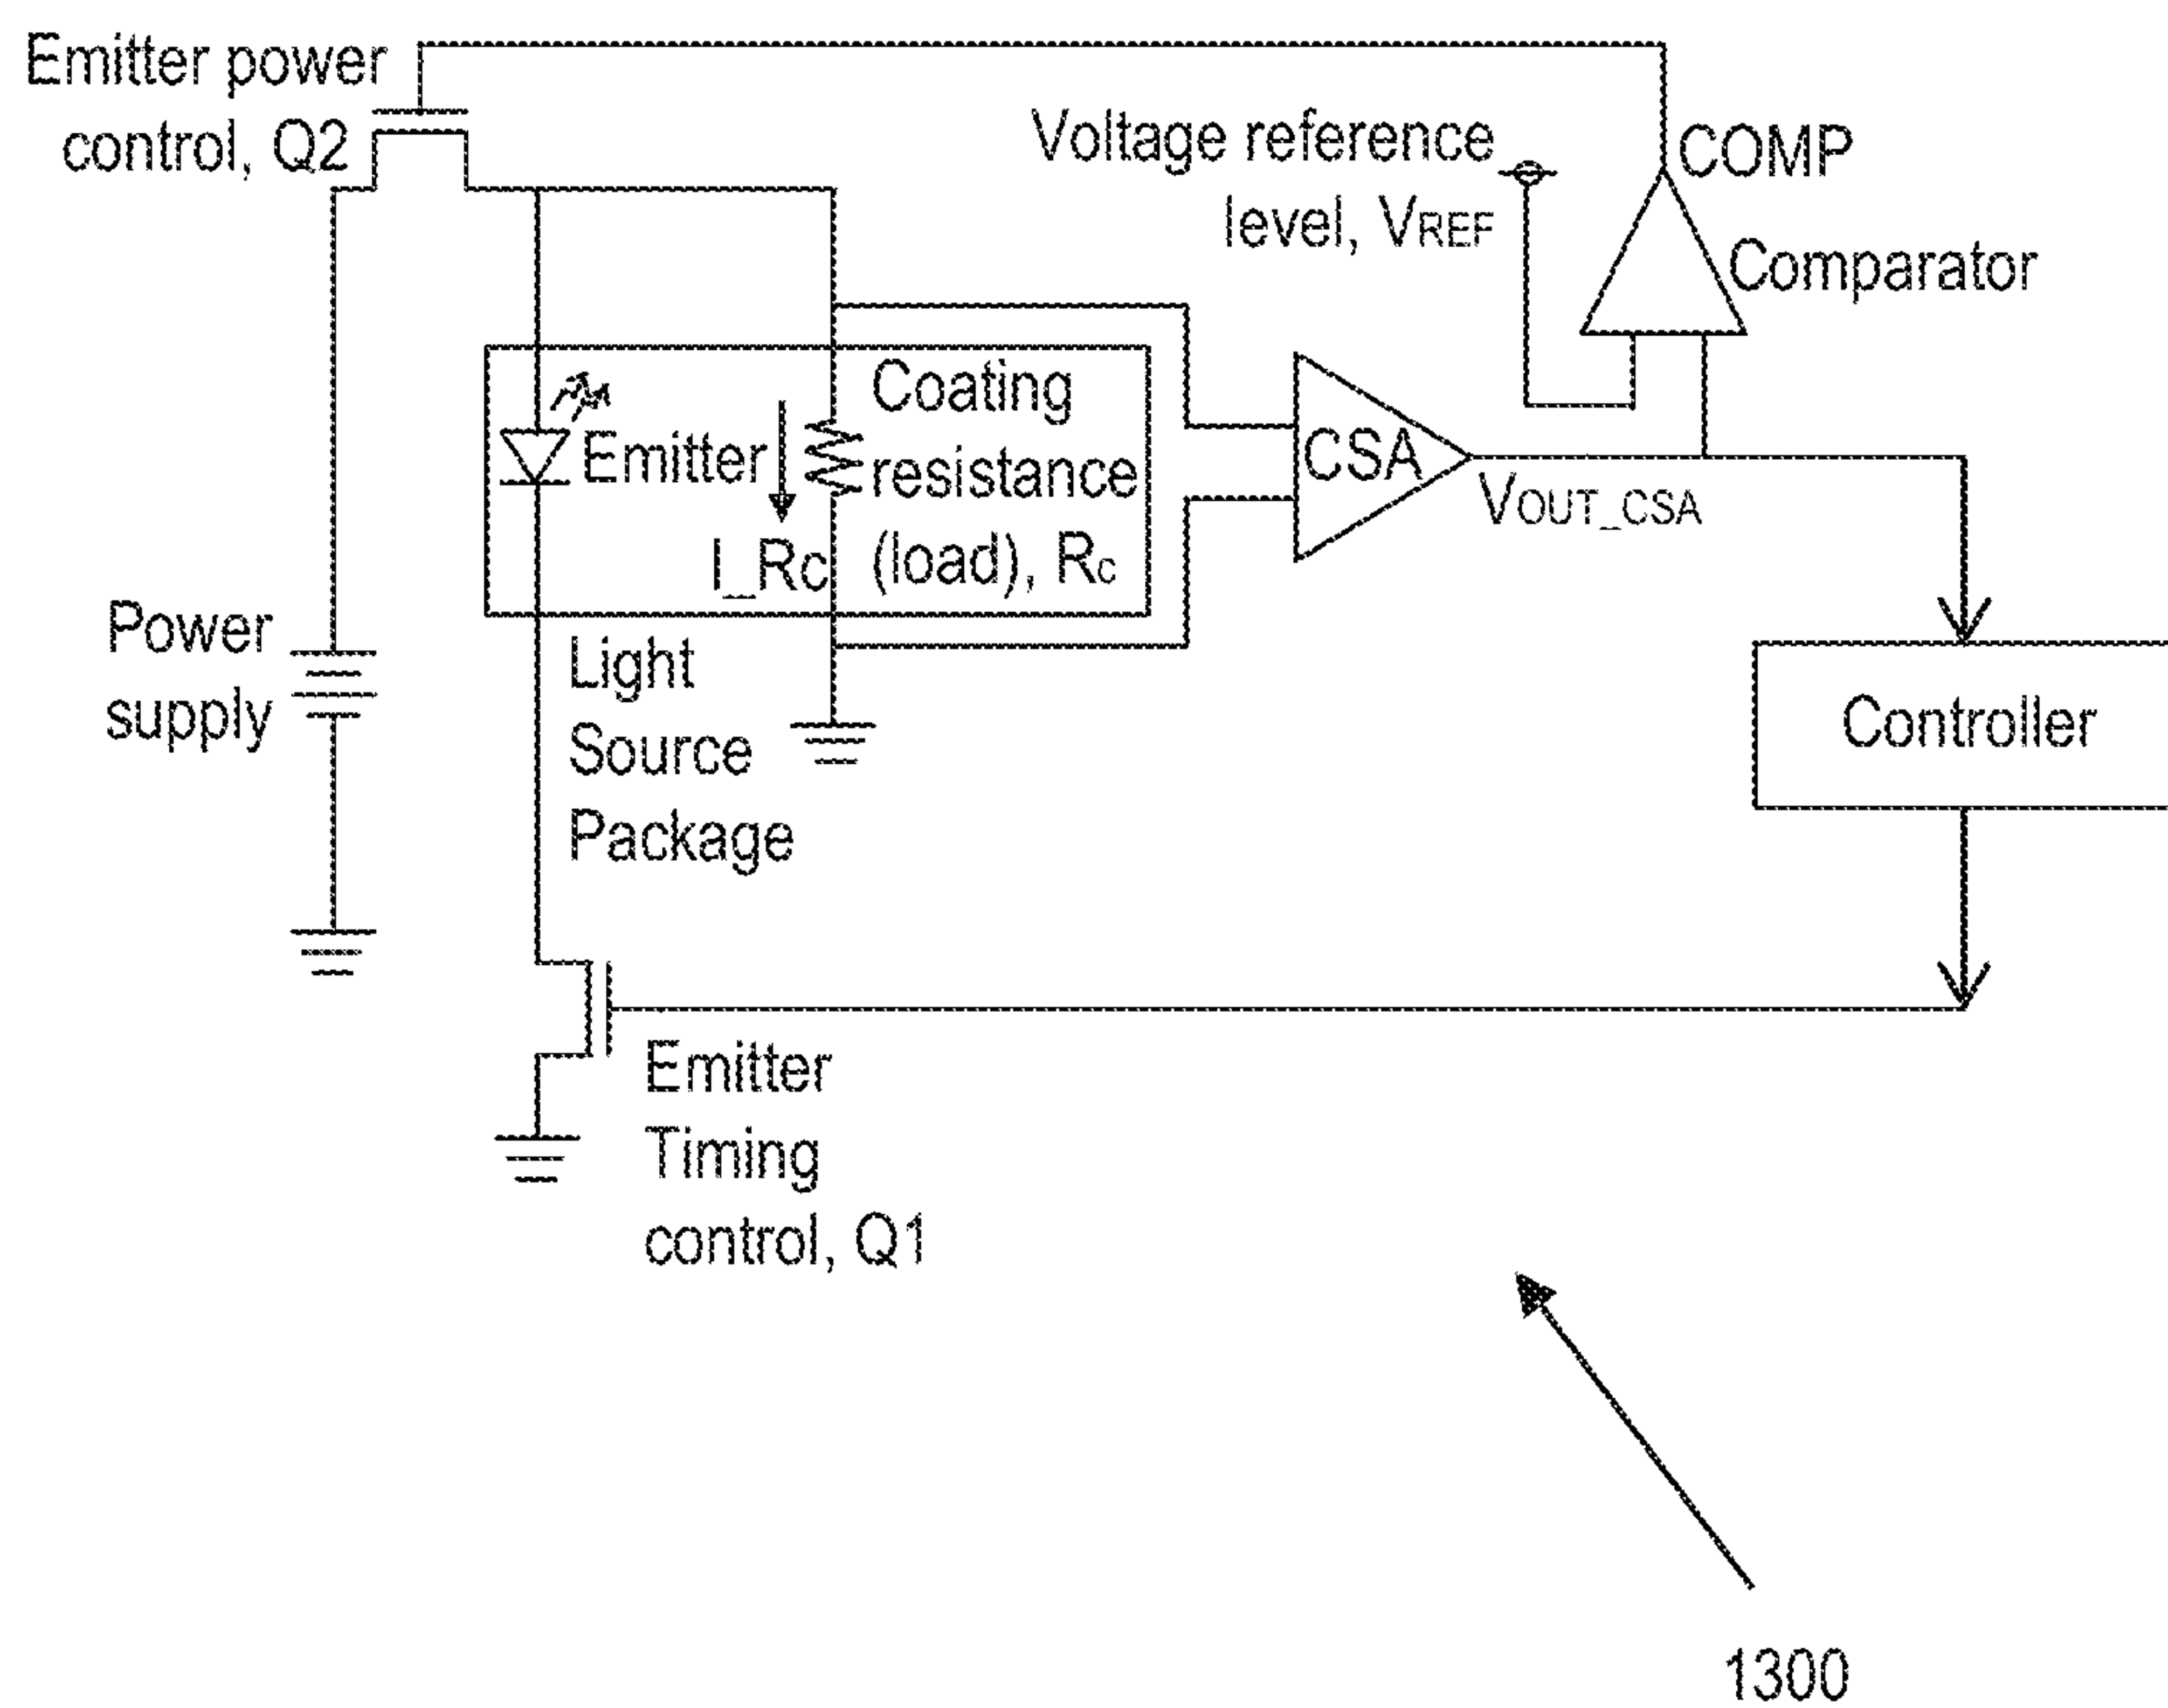 Emitter power
control, Q2
Voltage reference
level, VREF
COMP
Comparator
Coating
resistance
(load), Rc
Emitter
I_Rc
CSA
VOUT_CSA
Power
supply
Light
Source
Package
Controller
Emitter
Timing
control, Q1
1300